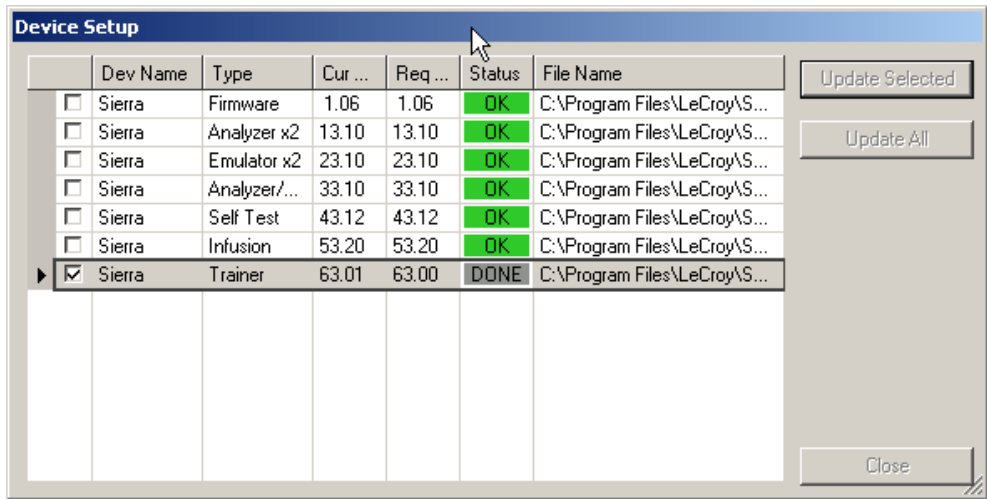 Device Setup
Dev Name Type Cur ... Req ... Status File Name
Sierra Firmware 1.06 1.06 OK C:\Program Files\LeCroy\S...
Sierra Analyzer x2 13.10 13.10 OK C:\Program Files\LeCroy\S...
Sierra Emulator x2 23.10 23.10 OK C:\Program Files\LeCroy\S...
Sierra Analyzer/... 33.10 33.10 OK C:\Program Files\LeCroy\S...
Sierra Self Test 43.12 43.12 OK C:\Program Files\LeCroy\S...
Sierra Infusion 53.20 53.20 OK C:\Program Files\LeCroy\S...
Sierra Trainer 63.01 63.00 DONE C:\Program Files\LeCroy\S...
Update Selected
Update All
Close